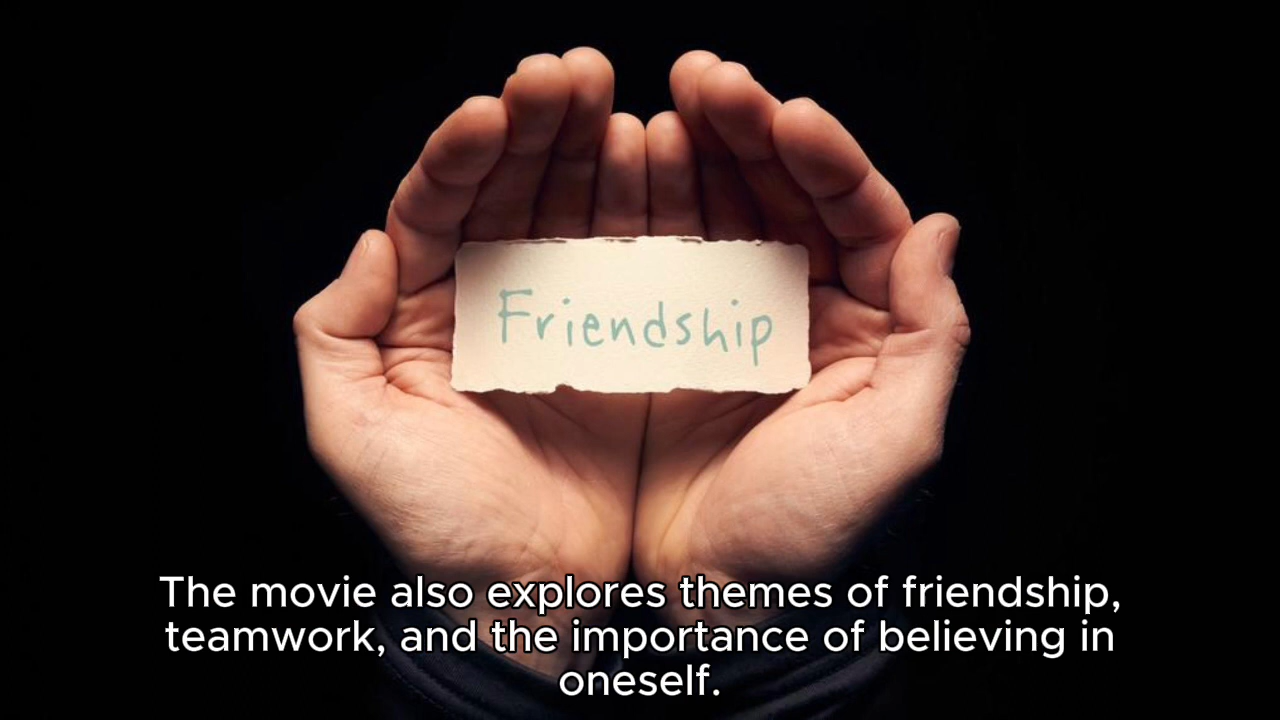 Friendship
The movie also explores themes of friendship,
teamwork, and the importance of believing in
oneself.